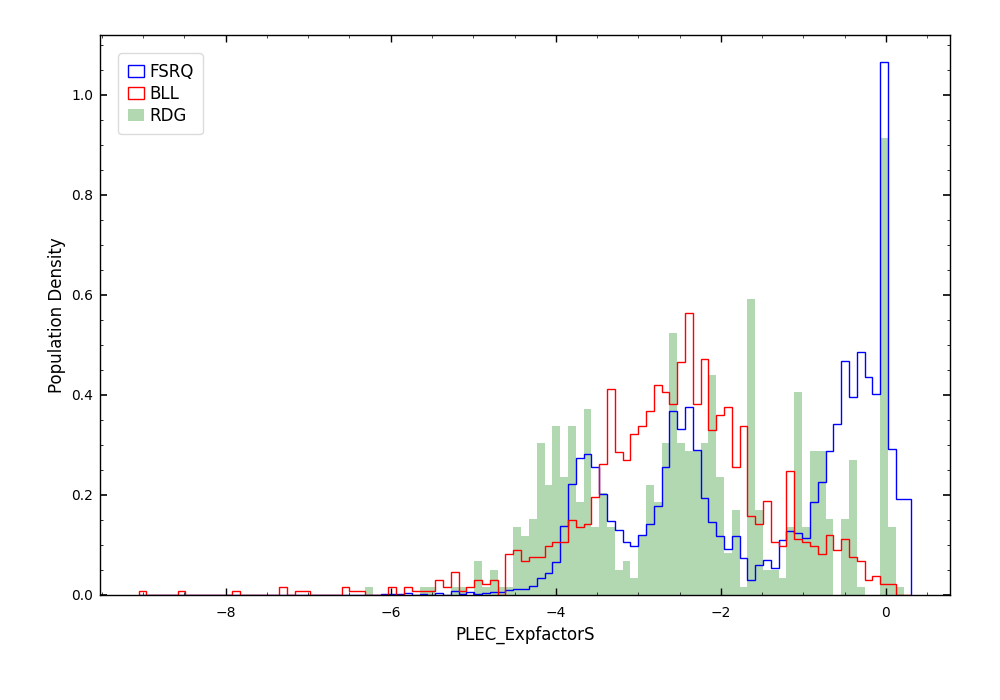 FSRQ
BLL
RDG
1.0
0.8
0.6
0.4
0.2
0.0
Population Density
−8 −6 −4 −2 0
PLEC_ExpfactorS